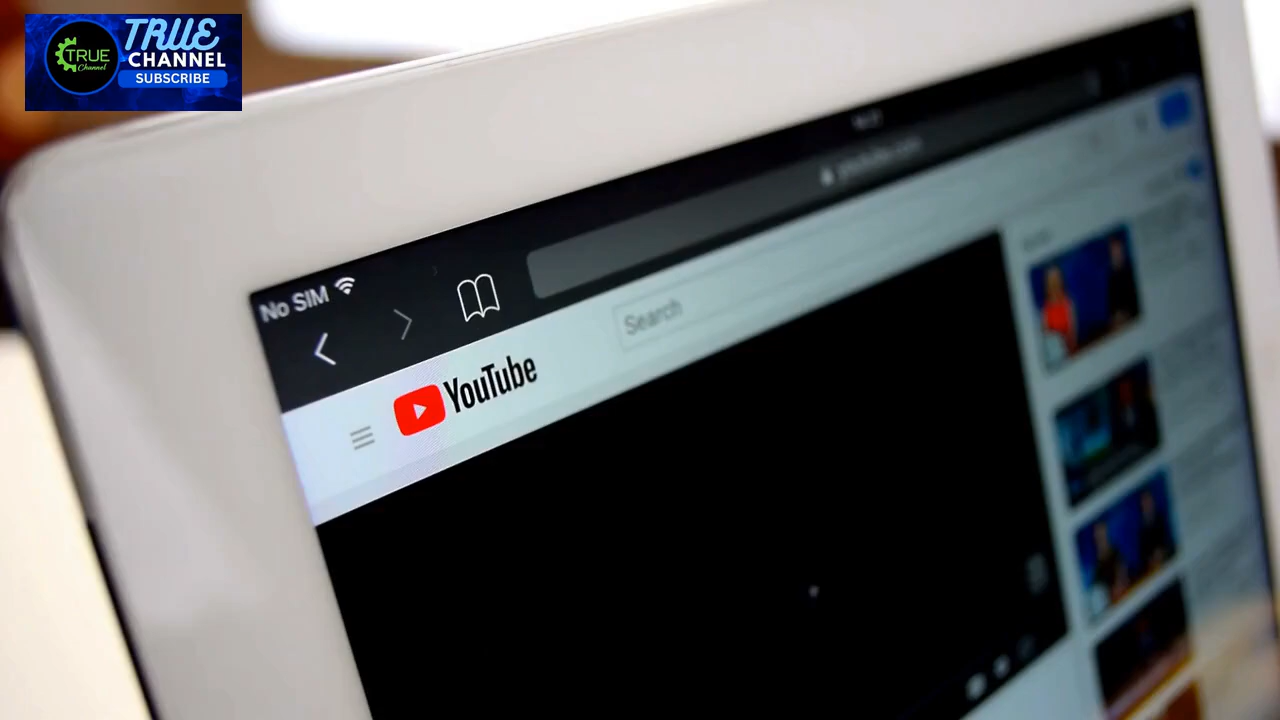 TRUE
CHANNEL
SUBSCRIBE
TRUE
Channel
No SIM
Search
YouTube